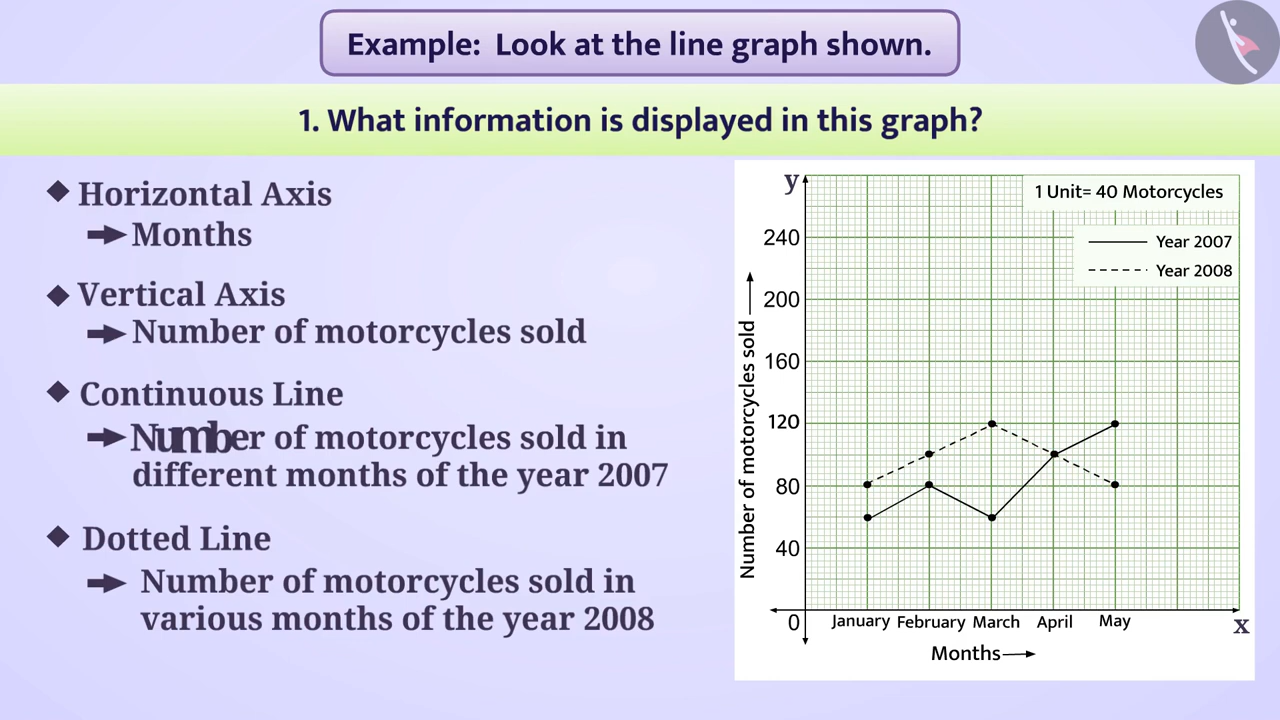 Example: Look at the line graph shown.
1. What information is displayed in this graph?
Horizontal Axis
Months
Vertical Axis
Number of motorcycles sold
Continuous Line
Number of motorcycles sold in
different months of the year 2007
Dotted Line
Number of motorcycles sold in
various months of the year 2008
y
1 Unit= 40 Motorcycles
Year 2007
Year 2008
240
200
160
120
80
40
0
Number of motorcycles sold
January February March April May
x
Months